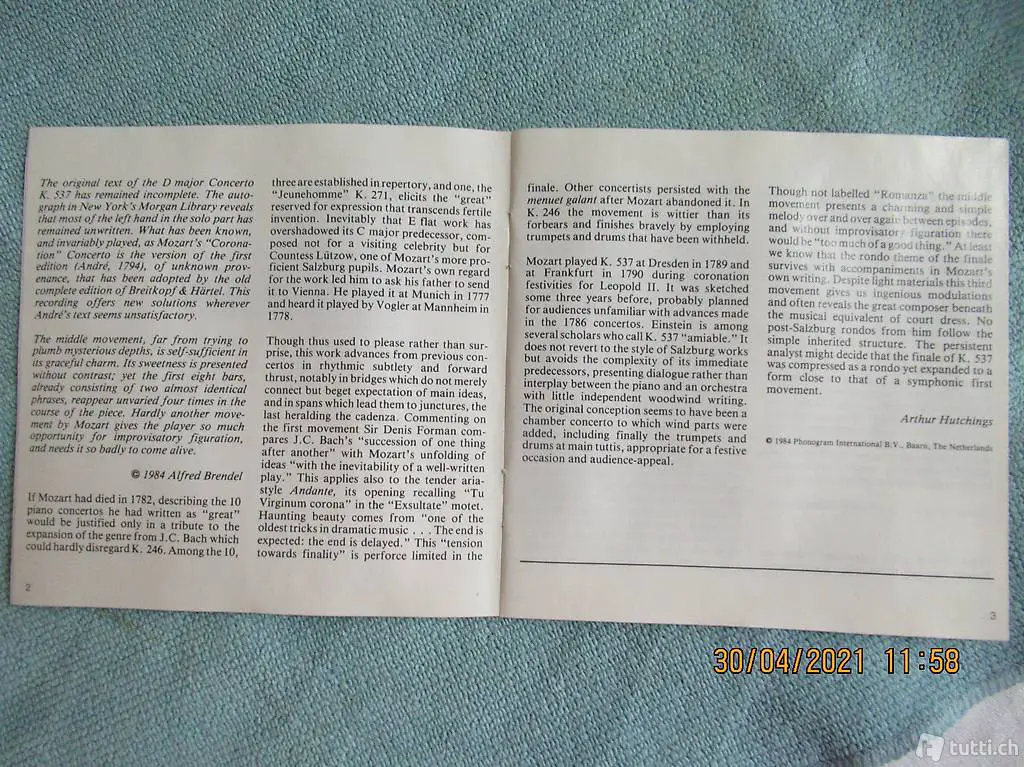 The original text of the D major Concerto
K. 537 has remained incomplete. The auto-
graph in New York's Morgan Library reveals
that most of the left hand in the solo part has
remained unwritten. What has been known,
and invariably played, as Mozart's “Corona-
tion” Concerto is the version of the first
edition (André, 1794), of unknown prov-
enance, that has been adopted by the old
complete edition of Breitkopf & Härtel. This
recording offers new solutions wherever
André's text seems unsatisfactory.
The middle movement, far from trying to
plumb mysterious depths, is self-sufficient in
its graceful charm. Its sweetness is presented
without contrast; yet the first eight bars,
already consisting of two almost identical
phrases, reappear unvaried four times in the
course of the piece. Hardly another move-
ment by Mozart gives the player so much
opportunity for improvisatory figuration,
and needs it so badly to come alive.
© 1984 Alfred Brendel
If Mozart had died in 1782, describing the 10
piano concertos he had written as “great”
would be justified only in a tribute to the
expansion of the genre from J.C. Bach which
could hardly disregard K. 246. Among the 10,
2
three are established in repertory, and one, the
“Jeunehomme” K. 271, elicits the “great”
reserved for expression that transcends fertile
invention. Inevitably that E flat work has
overshadowed its C major predecessor, com-
posed not for a visiting celebrity but for
Countess Lützow, one of Mozart's more pro-
ficient Salzburg pupils. Mozart's own regard
for the work led him to ask his father to send
it to Vienna. He played it at Munich in 1777
and heard it played by Vogler at Mannheim in
1778.
Though thus used to please rather than sur-
prise, this work advances from previous con-
certos in rhythmic subtlety and forward
thrust, notably in bridges which do not merely
connect but beget expectation of main ideas,
and in spans which lead them to junctures, the
last heralding the cadenza. Commenting on
the first movement Sir Denis Forman com-
pares J.C. Bach's “succession of one thing
after another” with Mozart's unfolding of
ideas “with the inevitability of a well-written
play.” This applies also to the tender aria-
style Andante, its opening recalling “Tu
Virginum corona” in the “Exsultate” motet.
Haunting beauty comes from “one of the
oldest tricks in dramatic music . . . The end is
expected: the end is delayed.” This “tension
towards finality” is perforce limited in the
finale. Other concertists persisted with the
menuet galant after Mozart abandoned it. In
K. 246 the movement is wittier than its
forbears and finishes bravely by employing
trumpets and drums that have been withheld.
Mozart played K. 537 at Dresden in 1789 and
at Frankfurt in 1790 during coronation
festivities for Leopold II. It was sketched
some three years before, probably planned
for audiences unfamiliar with advances made
in the 1786 concertos. Einstein is among
several scholars who call K. 537 “amiable.” It
does not revert to the style of Salzburg works
but avoids the complexity of its immediate
predecessors, presenting dialogue rather than
interplay between the piano and an orchestra
with little independent woodwind writing.
The original conception seems to have been a
chamber concerto to which wind parts were
added, including finally the trumpets and
drums at main tuttis, appropriate for a festive
occasion and audience-appeal.
Though not labelled “Romanza” the middle
movement presents a charming and simple
melody over and over again between episodes,
and without improvisatory figuration there
would be “too much of a good thing.” At least
we know that the rondo theme of the finale
survives with accompaniments in Mozart's
own writing. Despite light materials this third
movement gives us ingenious modulations
and often reveals the great composer beneath
the musical equivalent of court dress. No
post-Salzburg rondos from him follow the
simple inherited structure. The persistent
analyst might decide that the finale of K. 537
was compressed as a rondo yet expanded to a
form close to that of a symphonic first
movement.
Arthur Hutchings
© 1984 Phonogram International B.V., Baarn, The Netherlands
3
30/04/2021 11:58
tutti.ch